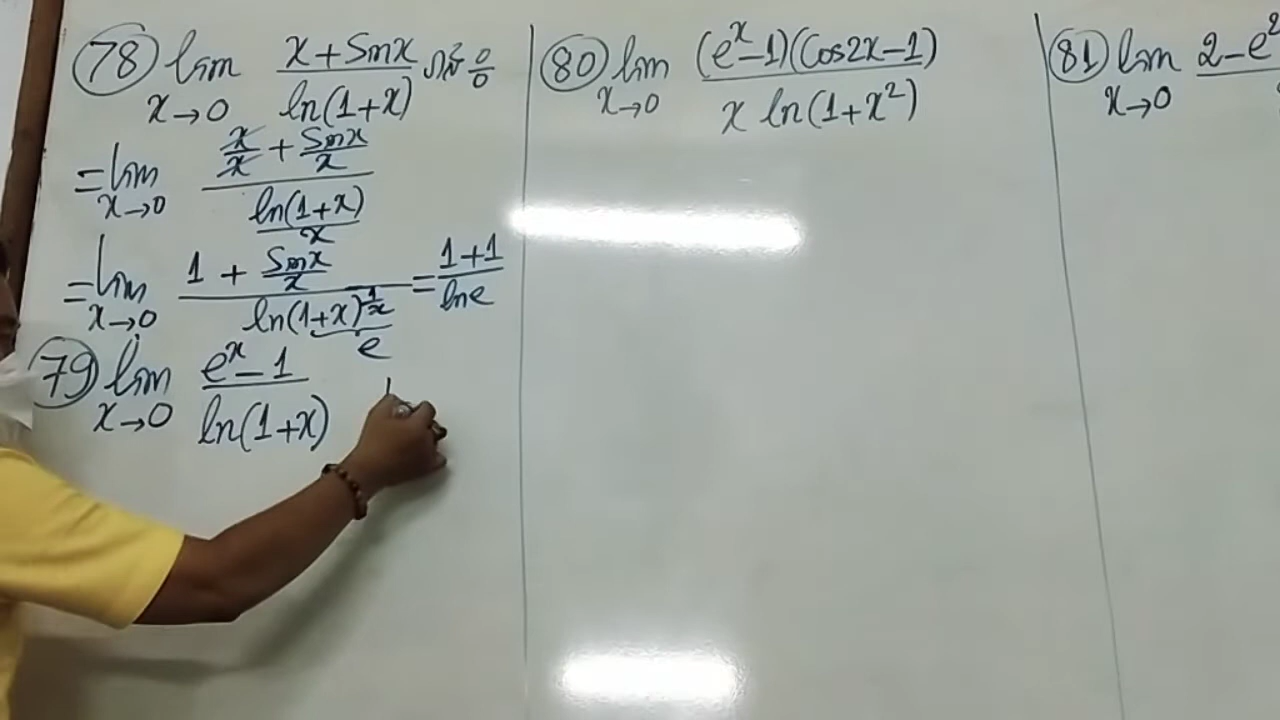 78 lim x+Sinx/ln(1+x) 0/0
x→0
=lim (x/x + Sinx/x)/(ln(1+x)/x)
x→0
=lim (1 + Sinx/x)/(ln(1+x)^(1/x)) = (1+1)/lne
x→0
e
79 lim (e^x-1)/ln(1+x)
x→0
80 lim (e^x-1)(Cos2x-1)/(x ln(1+x²))
x→0
81 lim 2-e²
x→0